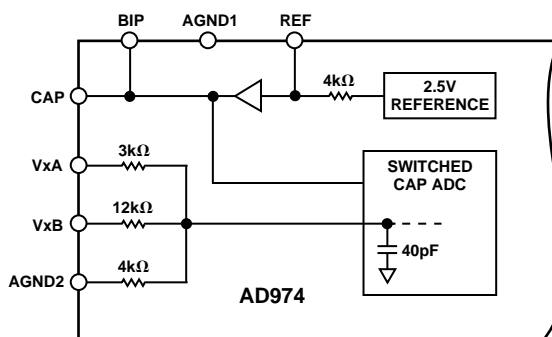 BIP
AGND1
REF
CAP
4kΩ
2.5V
REFERENCE
VxA
3kΩ
SWITCHED
CAP ADC
VxB
12kΩ
40pF
AGND2
4kΩ
AD974